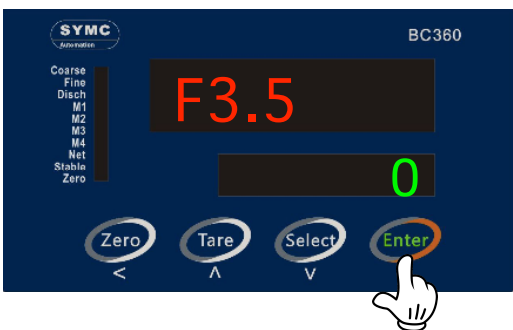 SYMC
Automation
BC360
Coarse
Fine
Disch
M1
M2
M3
M4
Net
Stable
Zero
F3.5
0
Zero Tare Select Enter
< ʌ v